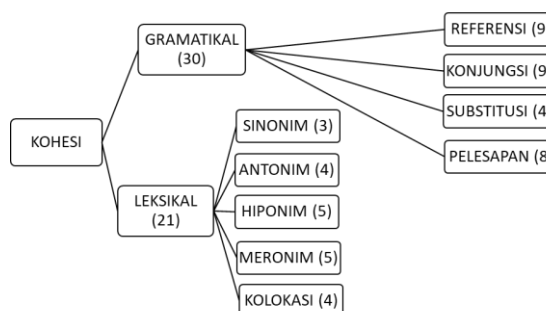 KOHESI
GRAMATIKAL
(30)
REFERENSI (9
KONJUNGSI (9
SUBSTITUSI (4
PELESAPAN (8
LEKSIKAL
(21)
SINONIM (3)
ANTONIM (4)
HIPONIM (5)
MERONIM (5)
KOLOKASI (4)